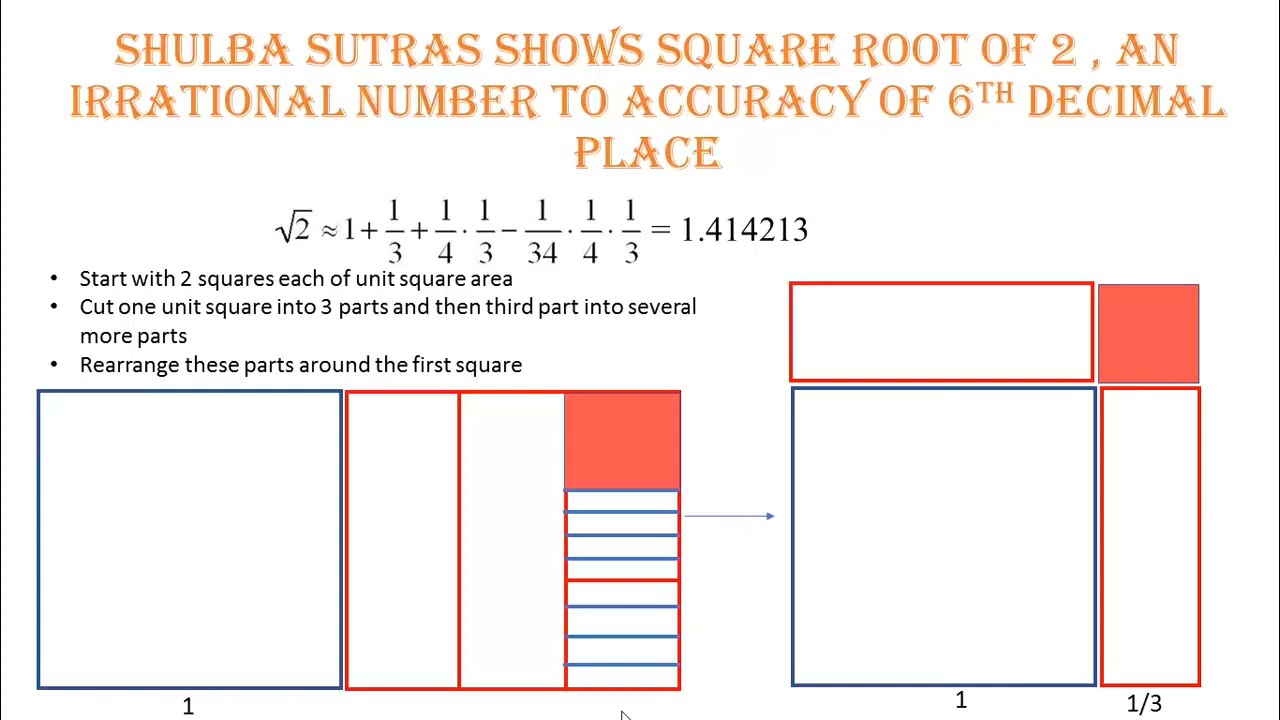 SHULBA SUTRAS SHOWS SQUARE ROOT OF 2 , AN
IRRATIONAL NUMBER TO ACCURACY OF 6TH DECIMAL
PLACE
√2 ≈ 1 + 1/3 + 1/4 · 1/3 − 1/34 · 1/4 · 1/3 = 1.414213
• Start with 2 squares each of unit square area
• Cut one unit square into 3 parts and then third part into several
more parts
• Rearrange these parts around the first square
1
1
1/3